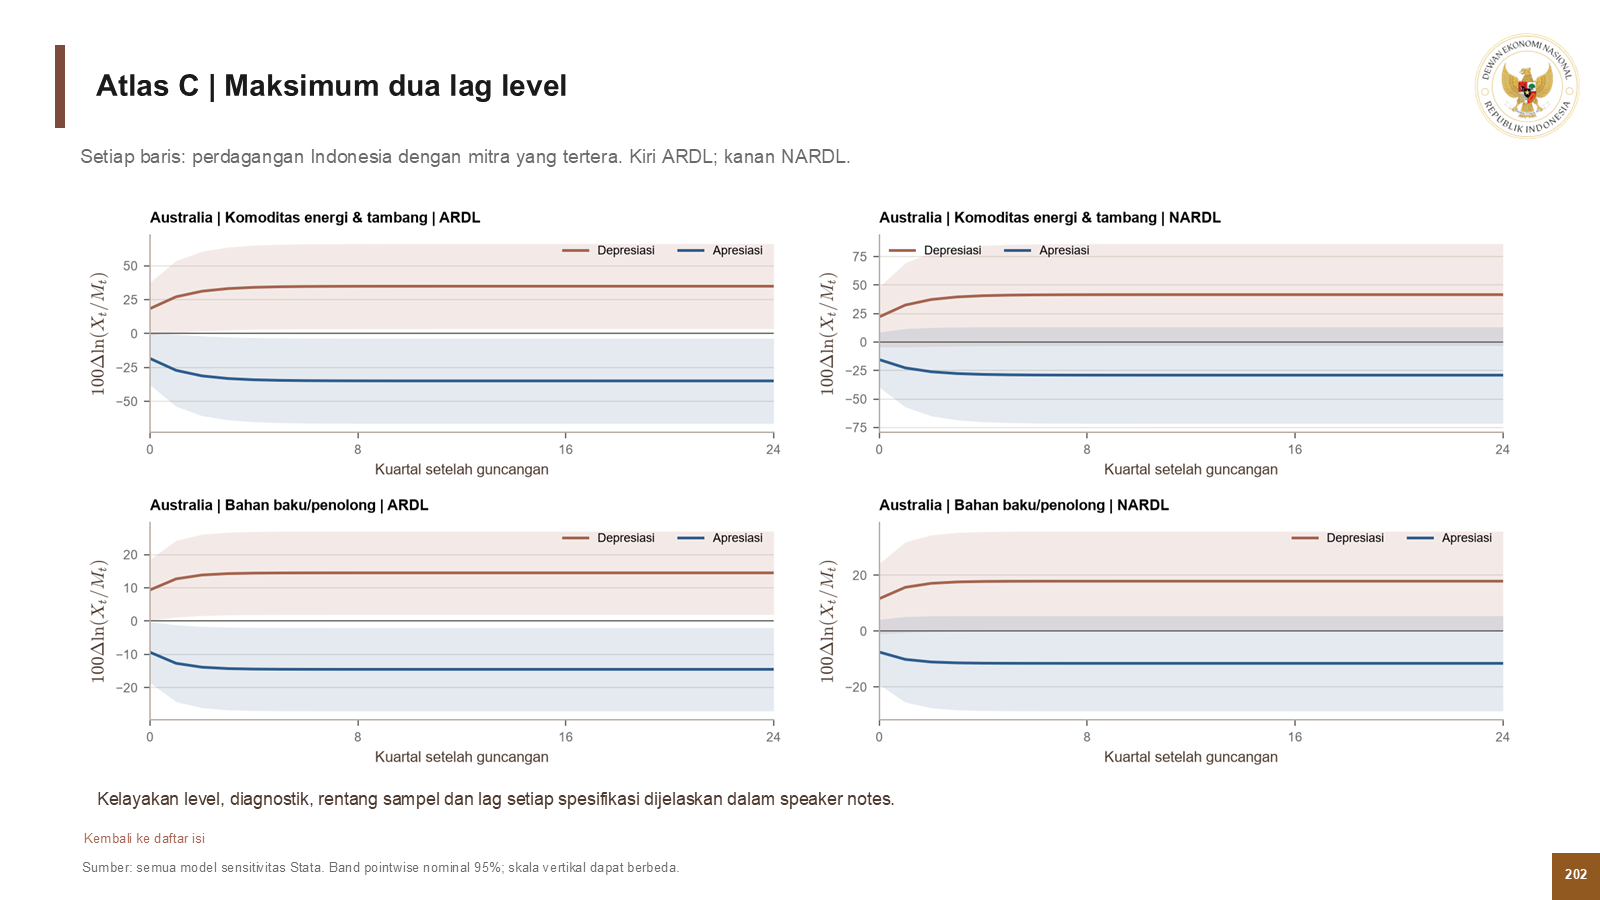 Atlas C | Maksimum dua lag level
DEWAN EKONOMI NASIONAL
REPUBLIK INDONESIA
Setiap baris: perdagangan Indonesia dengan mitra yang tertera. Kiri ARDL; kanan NARDL.
Australia | Komoditas energi & tambang | ARDL
Depresiasi
Apresiasi
50
25
0
−25
−50
100Δln(Xt/Mt)
0
8
16
24
Kuartal setelah guncangan
Australia | Komoditas energi & tambang | NARDL
Depresiasi
Apresiasi
75
50
25
0
−25
−50
−75
100Δln(Xt/Mt)
0
8
16
24
Kuartal setelah guncangan
Australia | Bahan baku/penolong | ARDL
Depresiasi
Apresiasi
20
10
0
−10
−20
100Δln(Xt/Mt)
0
8
16
24
Kuartal setelah guncangan
Australia | Bahan baku/penolong | NARDL
Depresiasi
Apresiasi
20
0
−20
100Δln(Xt/Mt)
0
8
16
24
Kuartal setelah guncangan
Kelayakan level, diagnostik, rentang sampel dan lag setiap spesifikasi dijelaskan dalam speaker notes.
Kembali ke daftar isi
Sumber: semua model sensitivitas Stata. Band pointwise nominal 95%; skala vertikal dapat berbeda.
202